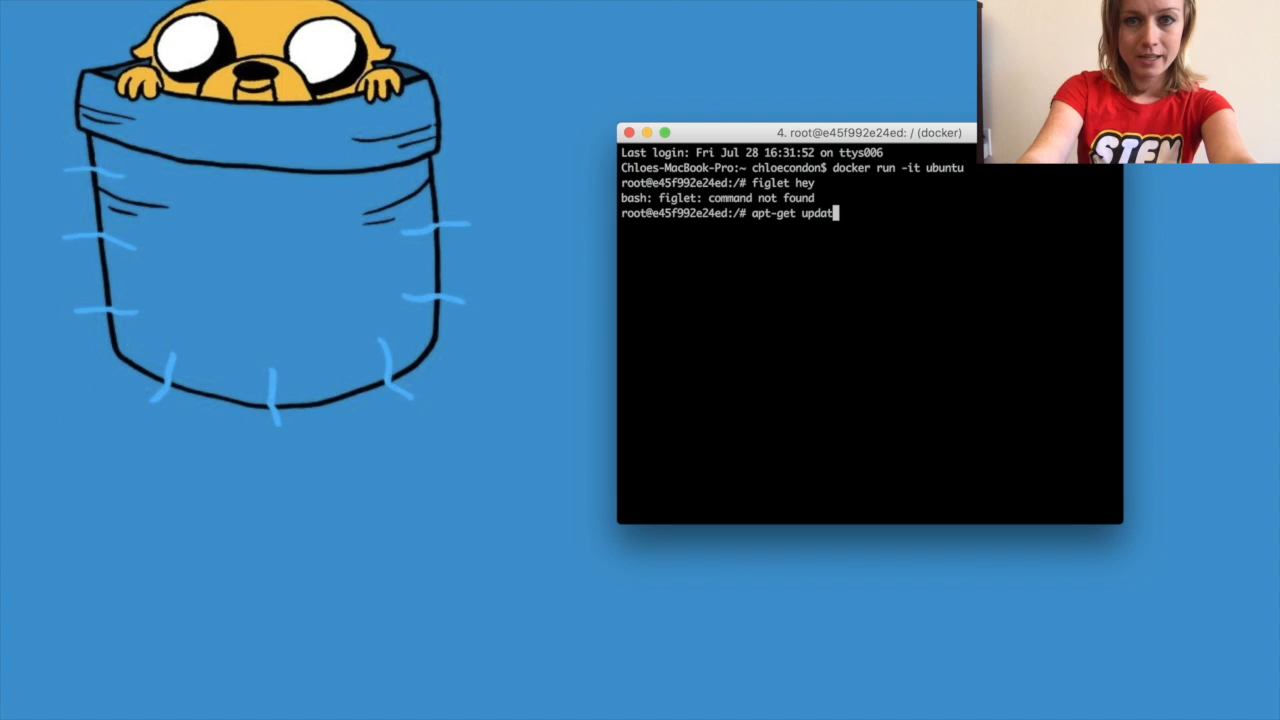 4. root@e45f992e24ed: / (docker)
Last login: Fri Jul 28 16:31:52 on ttys006
Chloes-MacBook-Pro:~ chloecondon$ docker run -it ubuntu
root@e45f992e24ed:/# figlet hey
bash: figlet: command not found
root@e45f992e24ed:/# apt-get updat
STEM